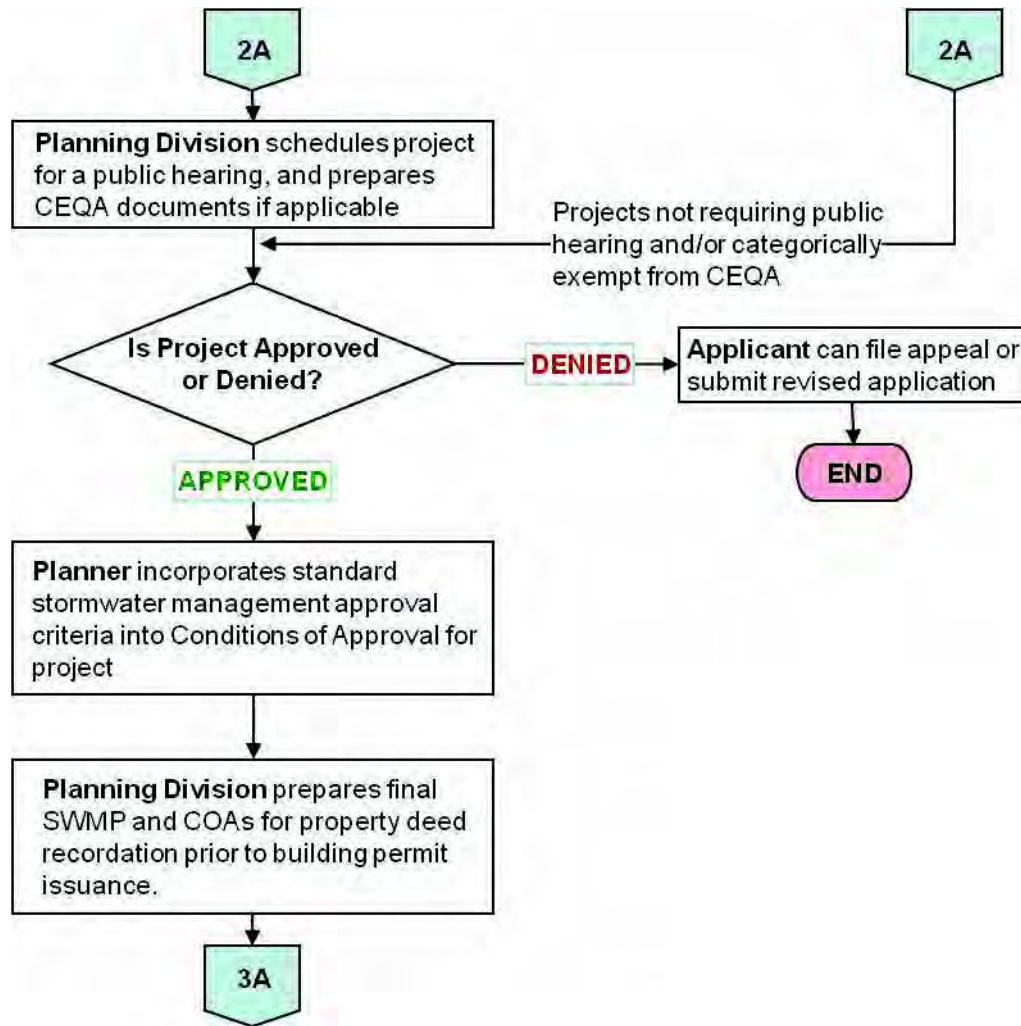 2A
2A
Planning Division schedules project
for a public hearing, and prepares
CEQA documents if applicable
Projects not requiring public
hearing and/or categorically
exempt from CEQA
Is Project Approved
or Denied?
DENIED
Applicant can file appeal or
submit revised application
END
APPROVED
Planner incorporates standard
stormwater management approval
criteria into Conditions of Approval for
project
Planning Division prepares final
SWMP and COAs for property deed
recordation prior to building permit
issuance.
3A